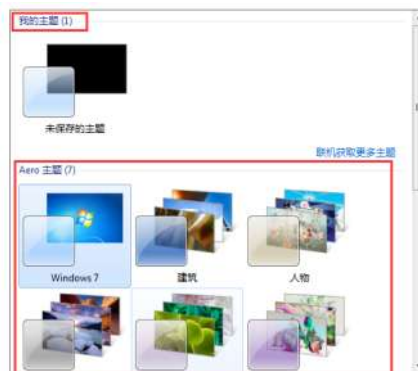 我的主题 (1)
未保存的主题
联机获取更多主题
Aero 主题 (7)
Windows 7
建筑
人物